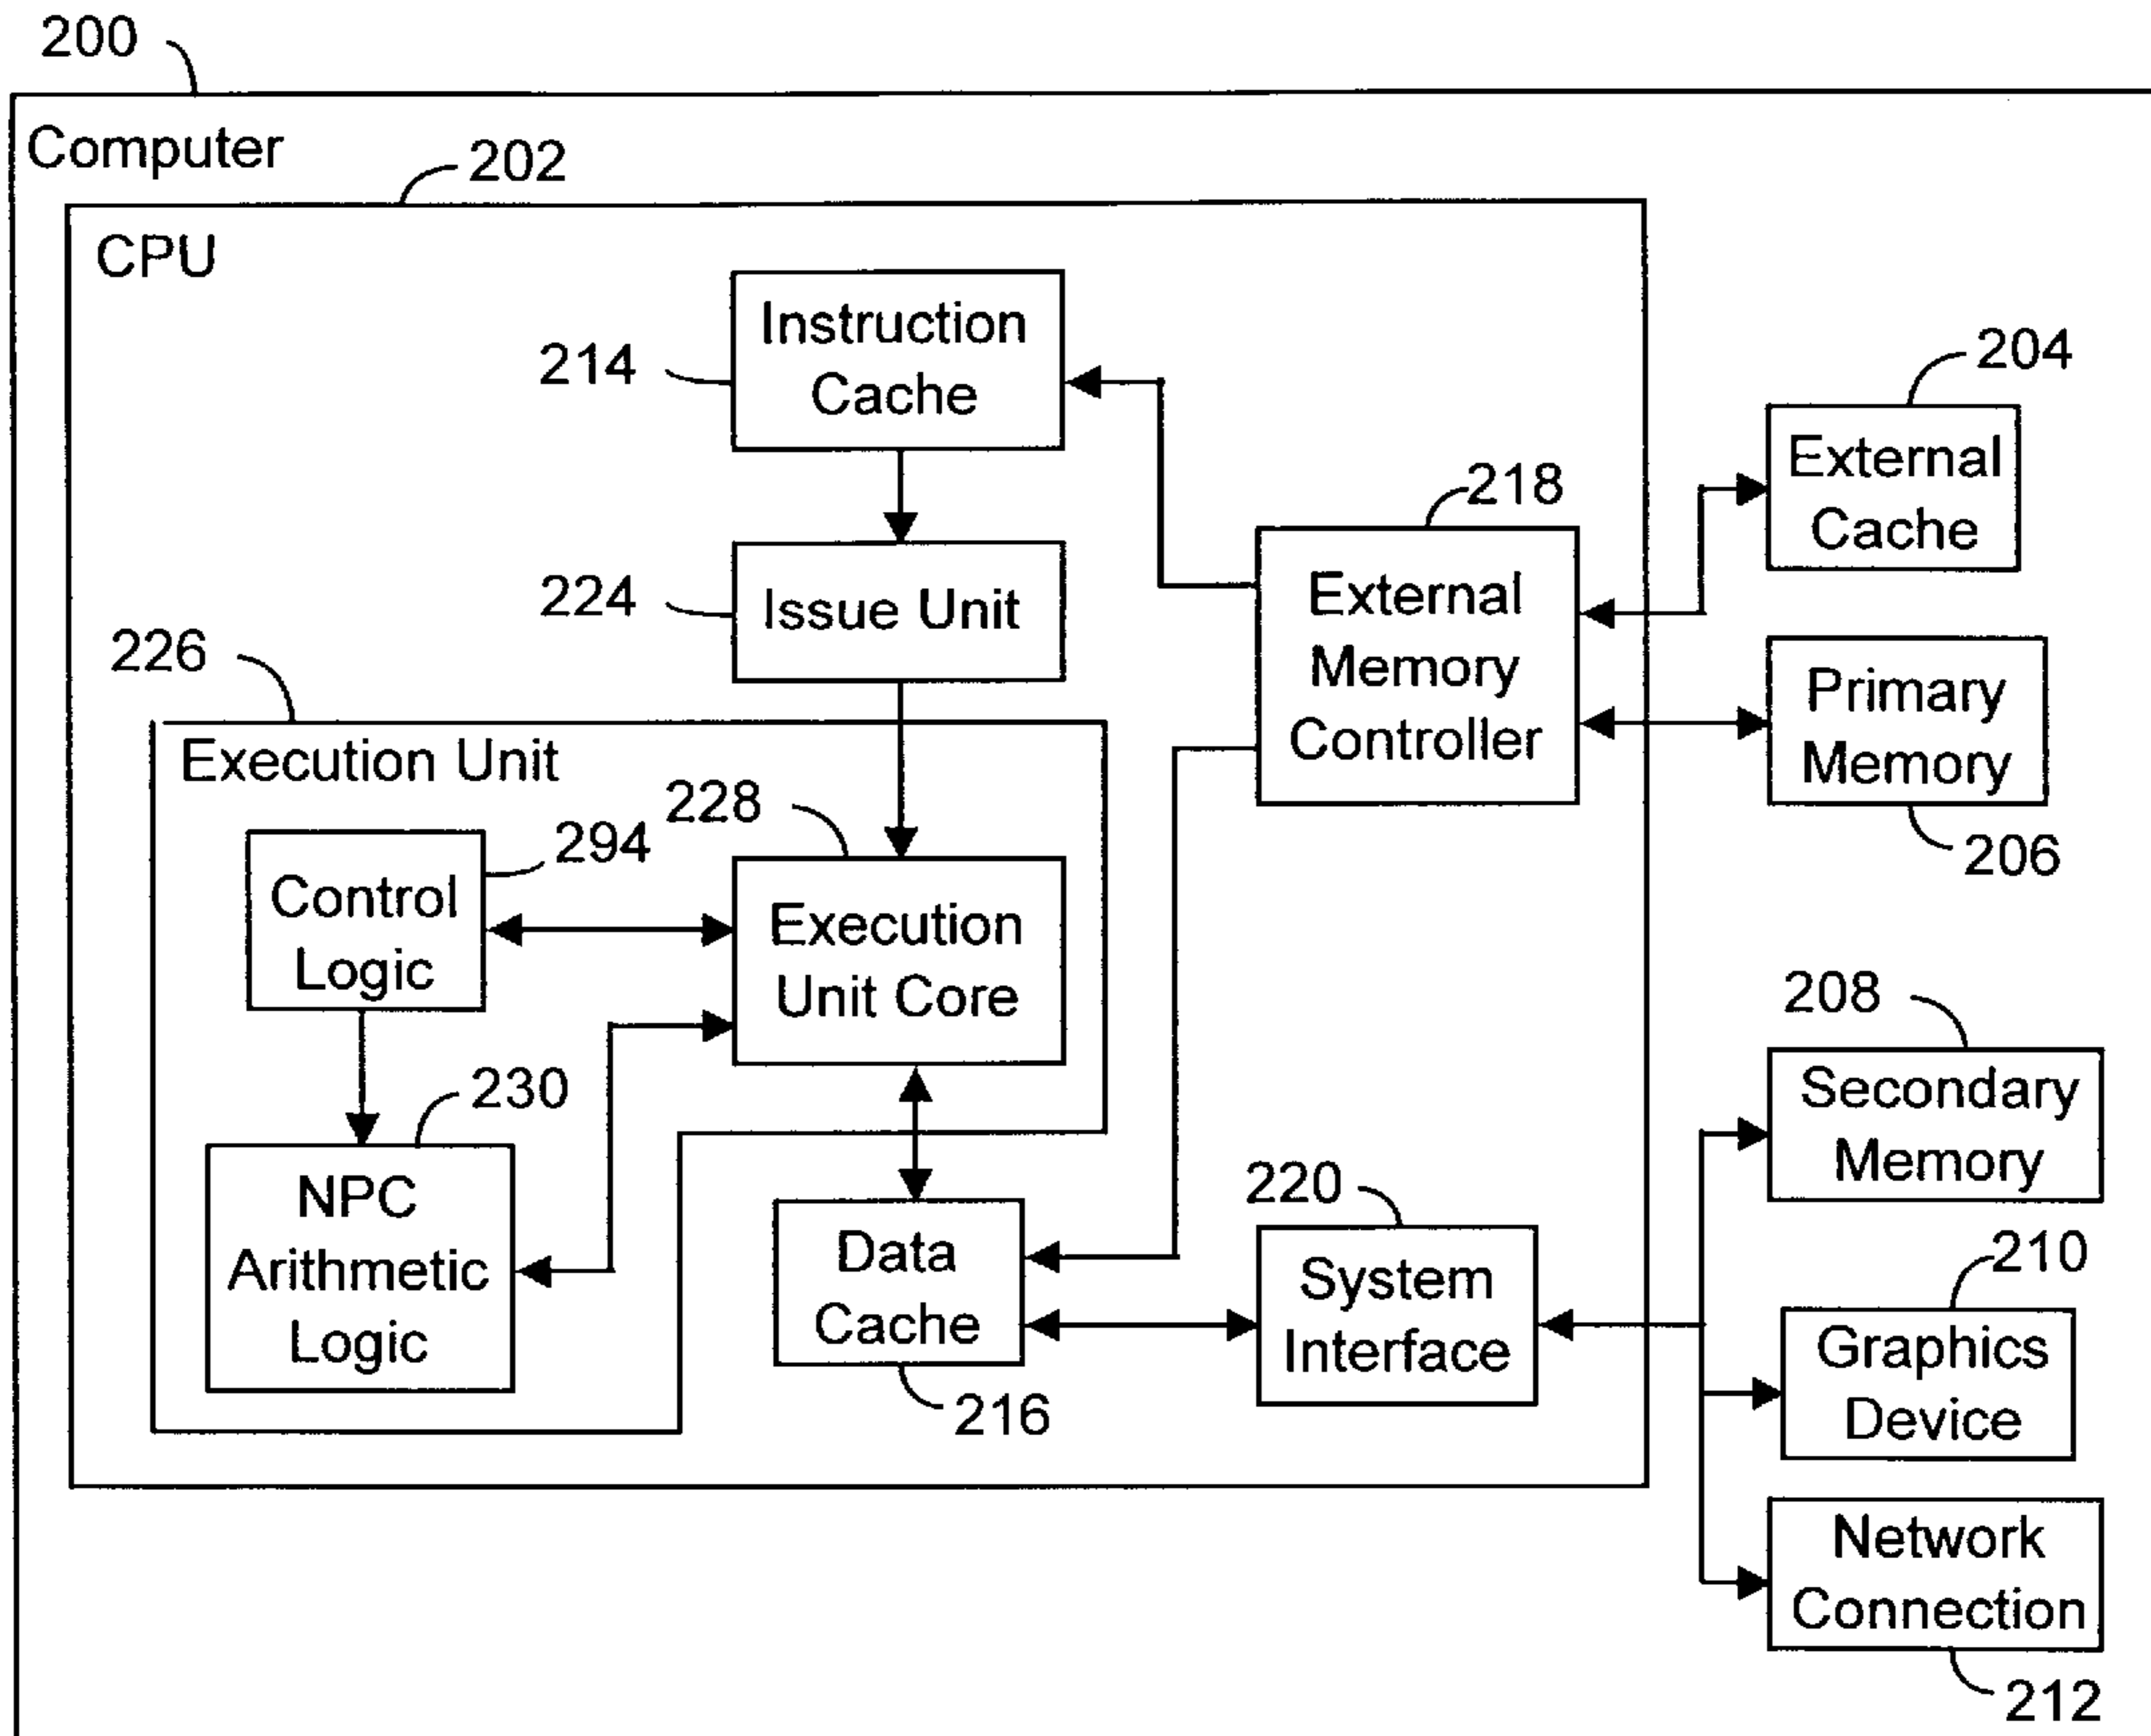 200
Computer
202
CPU
Instruction
Cache
214
204
External
Cache
218
External
Memory
Controller
224
Issue Unit
226
Execution Unit
Primary
Memory
206
228
294
Control
Logic
Execution
Unit Core
208
Secondary
Memory
230
NPC
Arithmetic
Logic
Data
Cache
216
220
System
Interface
210
Graphics
Device
Network
Connection
212